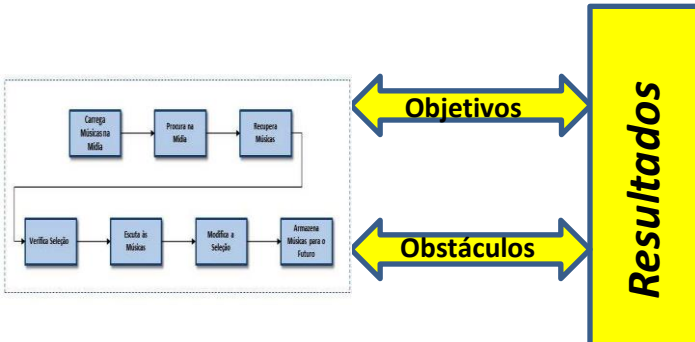 Carrega
Músicas na
Mídia
Procura na
Mídia
Recupera
Músicas
Verifica Seleção
Escuta às
Músicas
Modifica a
Seleção
Armazena
Músicas para o
Futuro
Objetivos
Obstáculos
Resultados